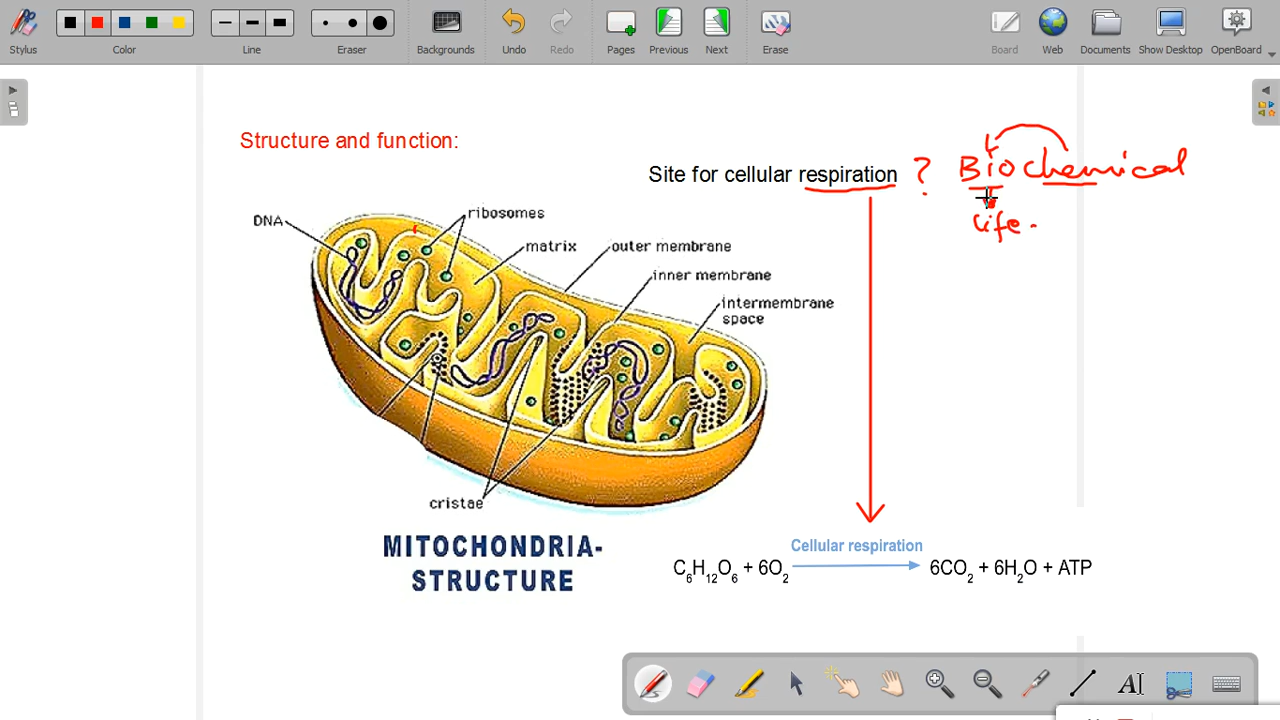 Stylus Color Line Eraser Backgrounds Undo Redo Pages Previous Next Erase Board Web Documents Show Desktop OpenBoard
Structure and function:
Site for cellular respiration ? Biochemical
life.
DNA
ribosomes
matrix
outer membrane
inner membrane
intermembrane
space
cristae
MITOCHONDRIA-
STRUCTURE
Cellular respiration
C₆H₁₂O₆ + 6O₂ → 6CO₂ + 6H₂O + ATP
A